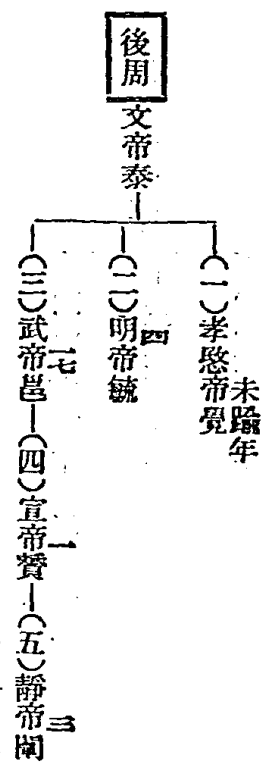 後周
文帝泰
(一)孝愍帝覺
未踰年
(二)明帝毓
四
(三)武帝邕
一七
(四)宣帝贇
一
(五)靜帝闡
三